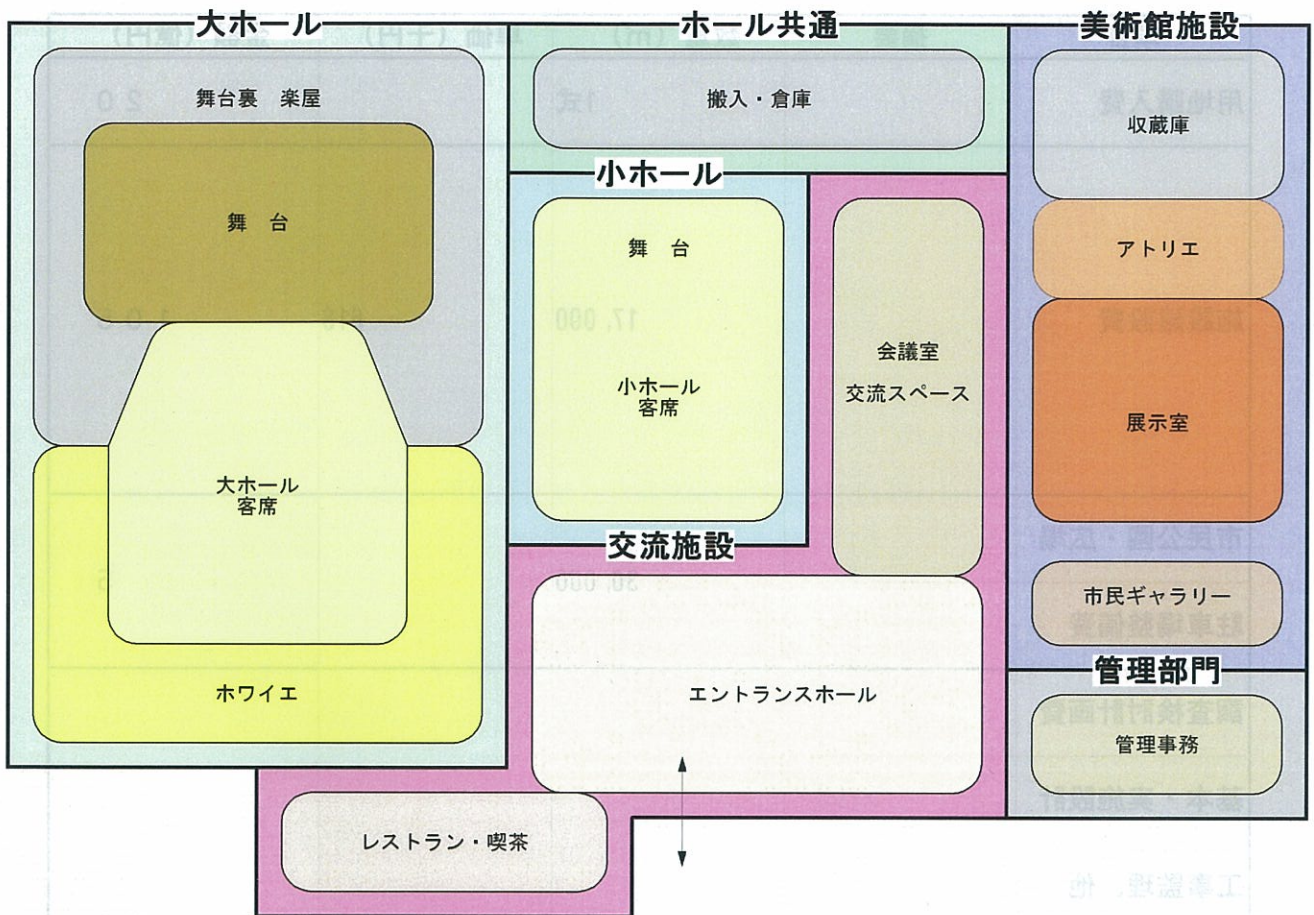 大ホール
舞台裏　楽屋
舞　台
大ホール
客席
ホワイエ
ホール共通
搬入・倉庫
小ホール
舞　台
小ホール
客席
交流施設
会議室
交流スペース
エントランスホール
レストラン・喫茶
美術館施設
収蔵庫
アトリエ
展示室
市民ギャラリー
管理部門
管理事務